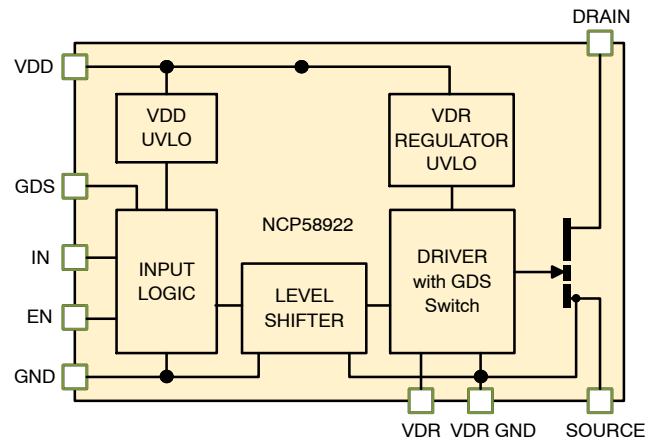 DRAIN
VDD
VDD
UVLO
VDR
REGULATOR
UVLO
GDS
NCP58922
IN
INPUT
LOGIC
DRIVER
with GDS
Switch
LEVEL
SHIFTER
EN
GND
VDR
VDR GND
SOURCE